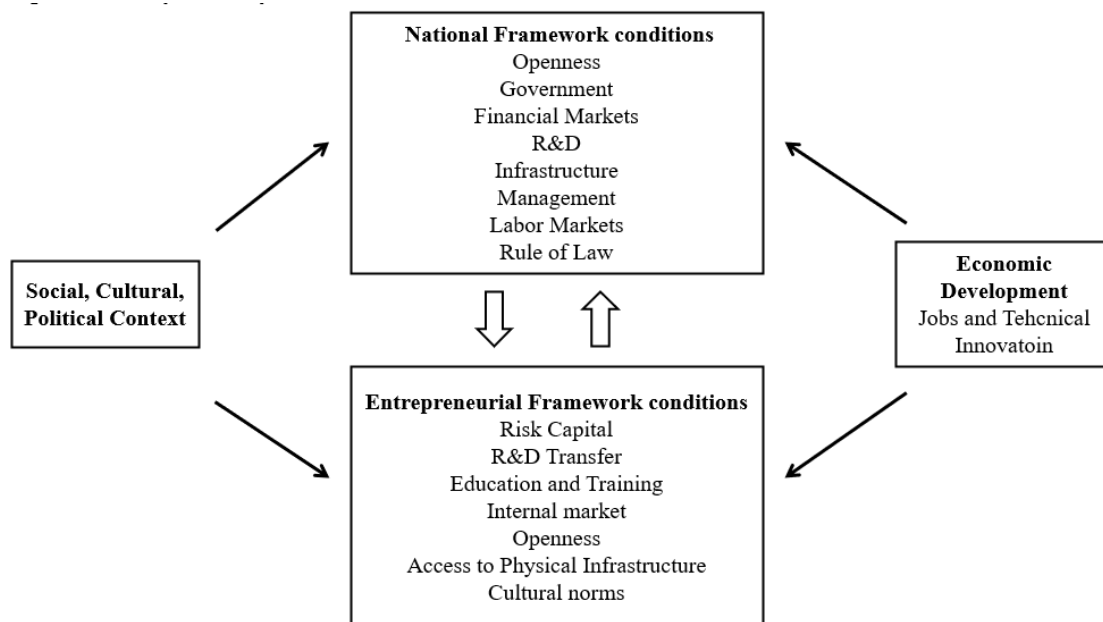 National Framework conditions
Openness
Government
Financial Markets
R&D
Infrastructure
Management
Labor Markets
Rule of Law
Social, Cultural,
Political Context
Economic
Development
Jobs and Tehcnical
Innovatoin
Entrepreneurial Framework conditions
Risk Capital
R&D Transfer
Education and Training
Internal market
Openness
Access to Physical Infrastructure
Cultural norms